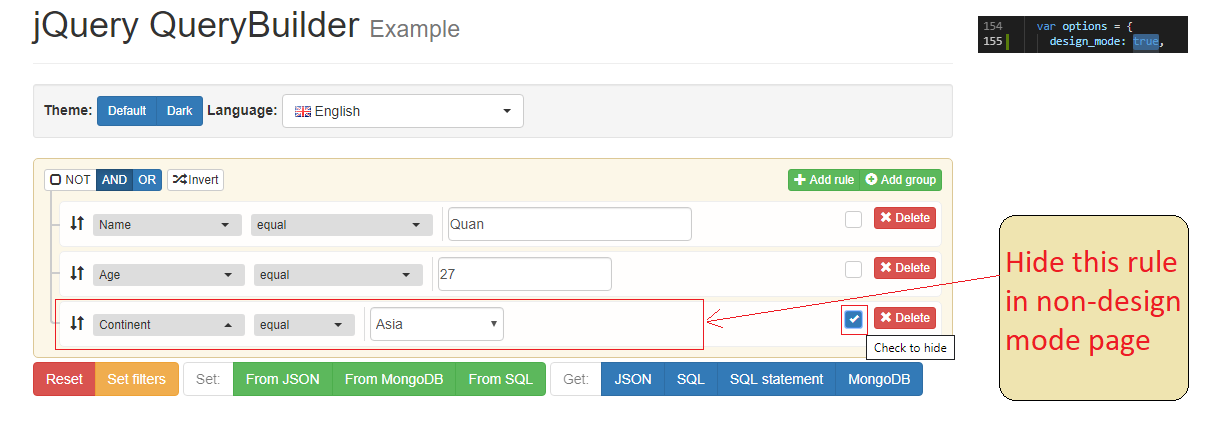 jQuery QueryBuilder Example
154 var options = {
155 design_mode: true,
Theme: Default Dark Language: English
NOT AND OR Invert Add rule Add group
Name equal Quan Delete
Age equal 27 Delete
Continent equal Asia Delete
Check to hide
Hide this rule
in non-design
mode page
Reset Set filters Set: From JSON From MongoDB From SQL Get: JSON SQL SQL statement MongoDB